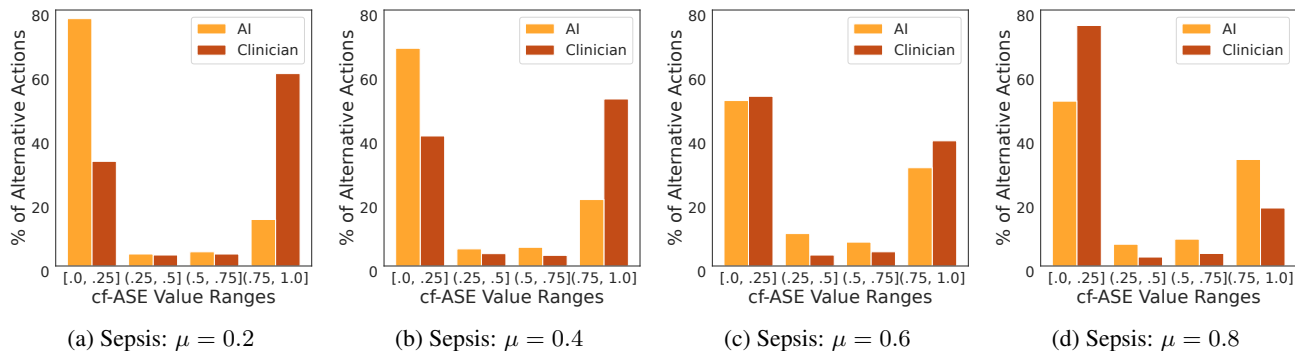 % of Alternative Actions
80
60
40
20
0
AI
Clinician
[.0, .25] (.25, .5] (.5, .75] (.75, 1.0]
cf-ASE Value Ranges
(a) Sepsis: μ = 0.2
% of Alternative Actions
80
60
40
20
0
AI
Clinician
[.0, .25] (.25, .5] (.5, .75] (.75, 1.0]
cf-ASE Value Ranges
(b) Sepsis: μ = 0.4
% of Alternative Actions
80
60
40
20
0
AI
Clinician
[.0, .25] (.25, .5] (.5, .75] (.75, 1.0]
cf-ASE Value Ranges
(c) Sepsis: μ = 0.6
% of Alternative Actions
80
60
40
20
0
AI
Clinician
[.0, .25] (.25, .5] (.5, .75] (.75, 1.0]
cf-ASE Value Ranges
(d) Sepsis: μ = 0.8